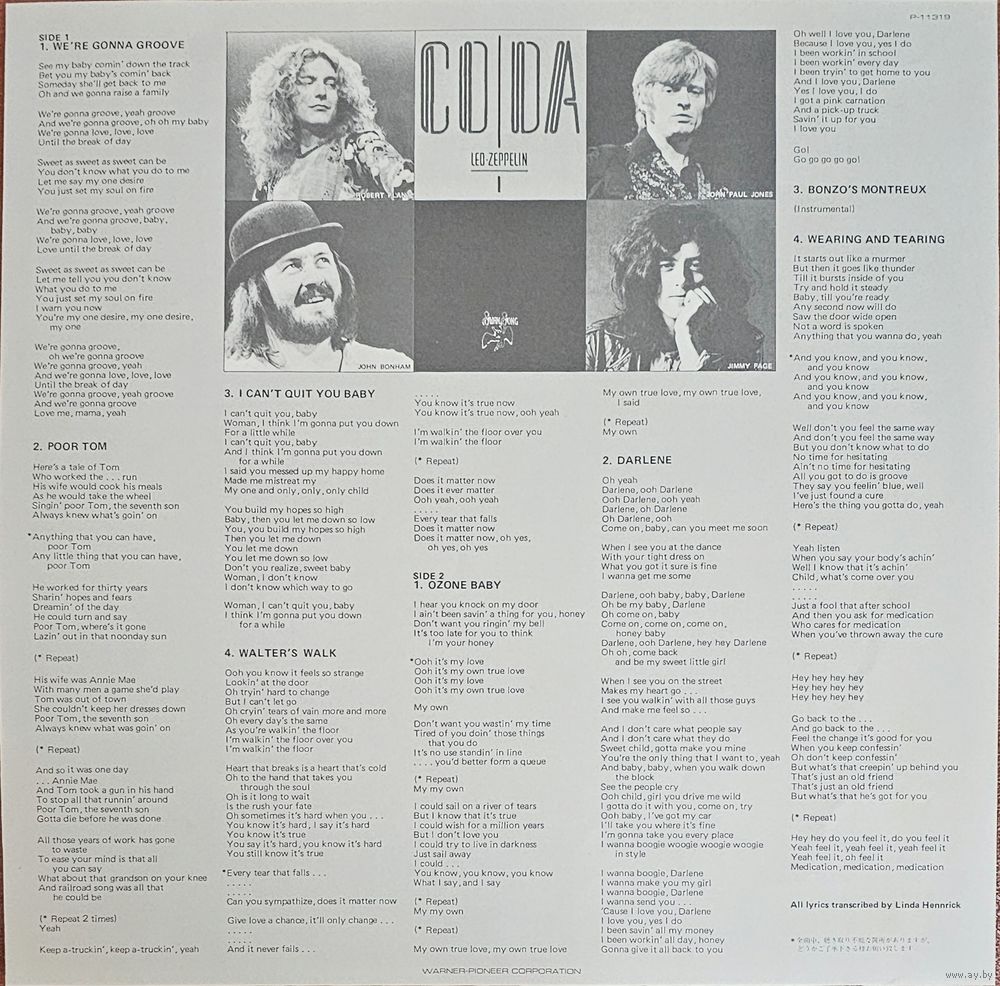 P-11319
SIDE 1
1. WE'RE GONNA GROOVE
See my baby comin' down the track
Bet you my baby's comin' back
Someday she'll get back to me
Oh and we gonna raise a family
We're gonna groove, yeah groove
And we're gonna groove, oh oh my baby
We're gonna love, love, love
Until the break of day
Sweet as sweet as sweet can be
You don't know what you do to me
Let me say my one desire
You just set my soul on fire
We're gonna groove, yeah groove
And we're gonna groove, baby,
baby, baby
We're gonna love, love, love
Love until the break of day
Sweet as sweet as sweet can be
Let me tell you you don't know
What you do to me
You just set my soul on fire
I warn you now
You're my one desire, my one desire,
my one
We're gonna groove,
oh we're gonna groove
We're gonna groove, yeah
And we're gonna love, love, love
Until the break of day
We're gonna groove, yeah groove
And we're gonna groove
Love me, mama, yeah
2. POOR TOM
Here's a tale of Tom
Who worked the . . . run
His wife would cook his meals
As he would take the wheel
Singin' poor Tom, the seventh son
Always knew what's goin' on
*Anything that you can have,
poor Tom
Any little thing that you can have,
poor Tom
He worked for thirty years
Sharin' hopes and fears
Dreamin' of the day
He could turn and say
Poor Tom, where's it gone
Lazin' out in that noonday sun
(* Repeat)
His wife was Annie Mae
With many men a game she'd play
Tom was out of town
She couldn't keep her dresses down
Poor Tom, the seventh son
Always knew what was goin' on
(* Repeat)
And so it was one day
. . . Annie Mae
And Tom took a gun in his hand
To stop all that runnin' around
Poor Tom, the seventh son
Gotta die before he was done
All those years of work has gone
to waste
To ease your mind is that all
you can say
What about that grandson on your knee
And railroad song was all that
he could be
(* Repeat 2 times)
Yeah
Keep a-truckin', keep a-truckin', yeah
ROBERT PLANT
CODA
LED-ZEPPELIN
JOHN PAUL JONES
JOHN BONHAM
SWAN SONG
JIMMY PAGE
3. I CAN'T QUIT YOU BABY
I can't quit you, baby
Woman, I think I'm gonna put you down
For a little while
I can't quit you, baby
And I think I'm gonna put you down
for a while
I said you messed up my happy home
Made me mistreat my
My one and only, only, only child
You build my hopes so high
Baby, then you let me down so low
You, you build my hopes so high
Then you let me down
You let me down
You let me down so low
Don't you realize, sweet baby
Woman, I don't know
I don't know which way to go
Woman, I can't quit you, baby
I think I'm gonna put you down
for a while
4. WALTER'S WALK
Ooh you know it feels so strange
Lookin' at the door
Oh tryin' hard to change
But I can't let go
Oh cryin' tears of vain more and more
Oh every day's the same
As you're walkin' the floor
I'm walkin' the floor over you
I'm walkin' the floor
Heart that breaks is a heart that's cold
Oh to the hand that takes you
through the soul
Oh is it long to wait
Is the rush your fate
Oh sometimes it's hard when you . . .
You know it's hard, I say it's hard
You know it's true
You say it's hard, you know it's hard
You still know it's true
*Every tear that falls . . .
. . . . .
. . . . .
Can you sympathize, does it matter now
Give love a chance, it'll only change . . .
. . . . .
. . . . .
And it never fails . . .
. . . . .
You know it's true now
You know it's true now, ooh yeah
I'm walkin' the floor over you
I'm walkin' the floor
(* Repeat)
Does it matter now
Does it ever matter
Ooh yeah, ooh yeah
. . . . .
Every tear that falls
Does it matter now
Does it matter now, oh yes,
oh yes, oh yes
SIDE 2
1. OZONE BABY
I hear you knock on my door
I ain't been savin' a thing for you, honey
Don't want you ringin' my bell
It's too late for you to think
I'm your honey
*Ooh it's my love
Ooh it's my own true love
Ooh it's my love
Ooh it's my own true love
My own
Don't want you wastin' my time
Tired of you doin' those things
that you do
It's no use standin' in line
. . . . you'd better form a queue
(* Repeat)
My my own
I could sail on a river of tears
But I know that it's true
I could wish for a million years
But I don't love you
I could try to live in darkness
Just sail away
I could . . .
You know, you know, you know
What I say, and I say
(* Repeat)
My my own
(* Repeat)
My own true love, my own true love
My own true love, my own true love,
I said
(* Repeat)
My own
2. DARLENE
Oh yeah
Darlene, ooh Darlene
Ooh Darlene, ooh yeah
Darlene, oh Darlene
Oh Darlene, ooh
Come on, baby, can you meet me soon
When I see you at the dance
With your tight dress on
What you got it sure is fine
I wanna get me some
Darlene, ooh baby, baby, Darlene
Oh be my baby, Darlene
Oh come on, baby
Come on, come on, come on,
honey baby
Darlene, ooh Darlene, hey hey Darlene
Oh oh, come back
and be my sweet little girl
When I see you on the street
Makes my heart go . . .
I see you walkin' with all those guys
And make me feel so . . .
And I don't care what people say
And I don't care what they do
Sweet child, gotta make you mine
You're the only thing that I want to, yeah
And baby, baby, when you walk down
the block
See the people cry
Ooh child, girl you drive me wild
I gotta do it with you, come on, try
Ooh baby, I've got my car
I'll take you where it's fine
I'm gonna take you every place
I wanna boogie woogie woogie woogie
in style
I wanna boogie, Darlene
I wanna make you my girl
I wanna boogie, Darlene
I wanna send you . . .
'Cause I love you, Darlene
I love you, yes I do
I been savin' all my money
I been workin' all day, honey
Gonna give it all back to you
Oh well I love you, Darlene
Because I love you, yes I do
I been workin' in school
I been workin' every day
I been tryin' to get home to you
And I love you, Darlene
Yes I love you, I do
I got a pink carnation
And a pick-up truck
Savin' it up for you
I love you
Go!
Go go go go go!
3. BONZO'S MONTREUX
(Instrumental)
4. WEARING AND TEARING
It starts out like a murmer
But then it goes like thunder
Till it bursts inside of you
Try and hold it steady
Baby, till you're ready
Any second now will do
Saw the door wide open
Not a word is spoken
Anything that you wanna do, yeah
*And you know, and you know,
and you know
And you know, and you know,
and you know
And you know, and you know,
and you know
Well don't you feel the same way
And don't you feel the same way
But you don't know what to do
No time for hesitating
Ain't no time for hesitating
All you got to do is groove
They say you feelin' blue, well
I've just found a cure
Here's the thing you gotta do, yeah
(* Repeat)
Yeah listen
When you say your body's achin'
Well I know that it's achin'
Child, what's come over you
. . . . .
. . . . .
Just a fool that after school
And then you ask for medication
Who cares for medication
When you've thrown away the cure
(* Repeat)
Hey hey hey hey
Hey hey hey hey
Hey hey hey hey
Go back to the . . .
And go back to the . . .
Feel the change it's good for you
When you keep confessin'
Oh don't keep confessin'
But what's that creepin' up behind you
That's just an old friend
That's just an old friend
But what's that he's got for you
(* Repeat)
Hey hey do you feel it, do you feel it
Yeah feel it, yeah feel it, yeah feel it
Yeah feel it, oh feel it
Medication, medication, medication
All lyrics transcribed by Linda Hennrick
*全曲中、聴き取り不能な箇所がありますが、
どうかご了承下さる様お願い致します。
WARNER-PIONEER CORPORATION
www.ay.by